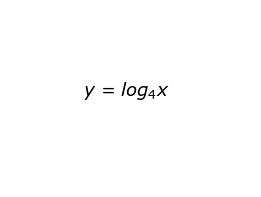 y = log₄x